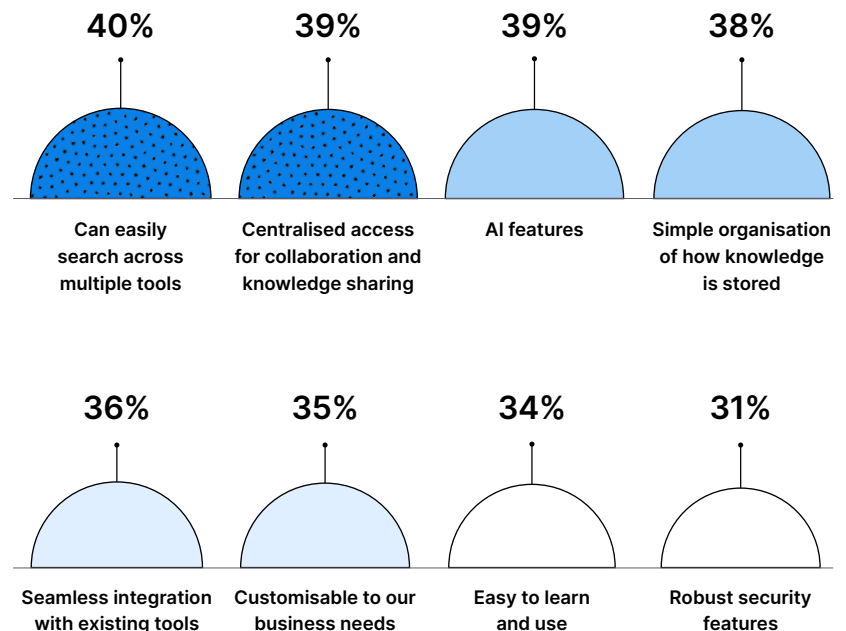 40%
39%
39%
38%
Can easily
search across
multiple tools
Centralised access
for collaboration and
knowledge sharing
AI features
Simple organisation
of how knowledge
is stored
36%
35%
34%
31%
Seamless integration
with existing tools
Customisable to our
business needs
Easy to learn
and use
Robust security
features